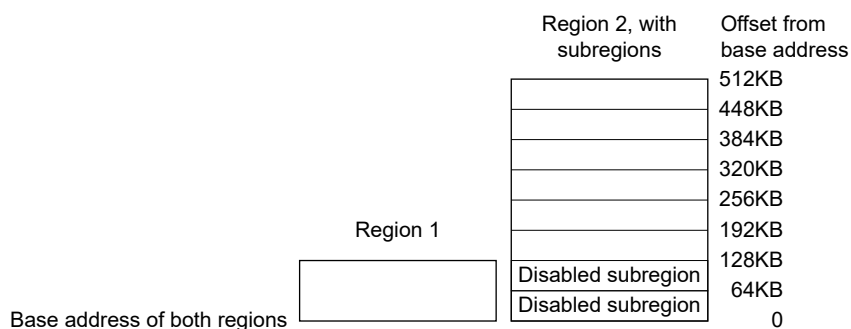 Region 2, with
subregions
Offset from
base address
512KB
448KB
384KB
320KB
256KB
192KB
Region 1
128KB
Disabled subregion
64KB
Disabled subregion
Base address of both regions
0